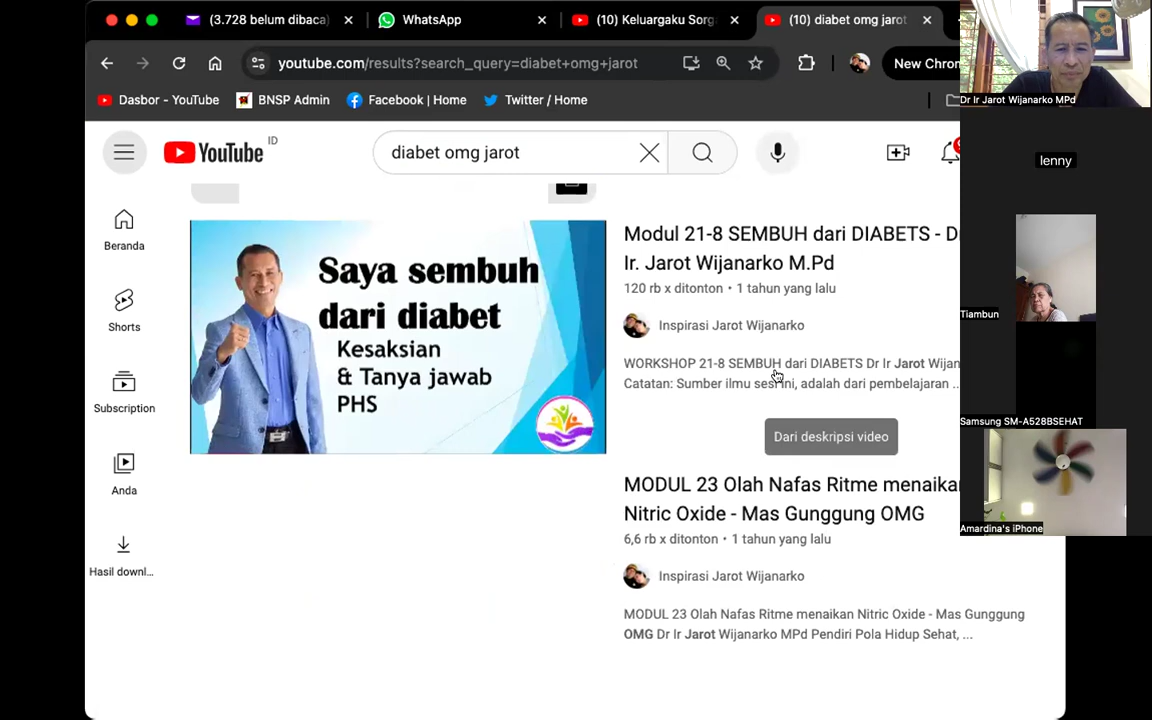 (3.728 belum dibaca)
WhatsApp
(10) Keluargaku Sorg
(10) diabet omg jarot
youtube.com/results?search_query=diabet+omg+jarot
New Chron
Dasbor - YouTube
BNSP Admin
Facebook | Home
Twitter / Home
YouTube ID
diabet omg jarot
Beranda
Shorts
Subscription
Anda
Hasil downl...
Saya sembuh
dari diabet
Kesaksian
& Tanya jawab
PHS
Modul 21-8 SEMBUH dari DIABETS - D
Ir. Jarot Wijanarko M.Pd
120 rb x ditonton • 1 tahun yang lalu
Inspirasi Jarot Wijanarko
WORKSHOP 21-8 SEMBUH dari DIABETS Dr Ir Jarot Wijan
Catatan: Sumber ilmu sesi ini, adalah dari pembelajaran ...
Dari deskripsi video
MODUL 23 Olah Nafas Ritme menaika
Nitric Oxide - Mas Gunggung OMG
6,6 rb x ditonton • 1 tahun yang lalu
Inspirasi Jarot Wijanarko
MODUL 23 Olah Nafas Ritme menaikan Nitric Oxide - Mas Gunggung
OMG Dr Ir Jarot Wijanarko MPd Pendiri Pola Hidup Sehat, ...
Dr Ir Jarot Wijanarko MPd
lenny
Tiambun
Samsung SM-A528BSEHAT
Amardina's iPhone